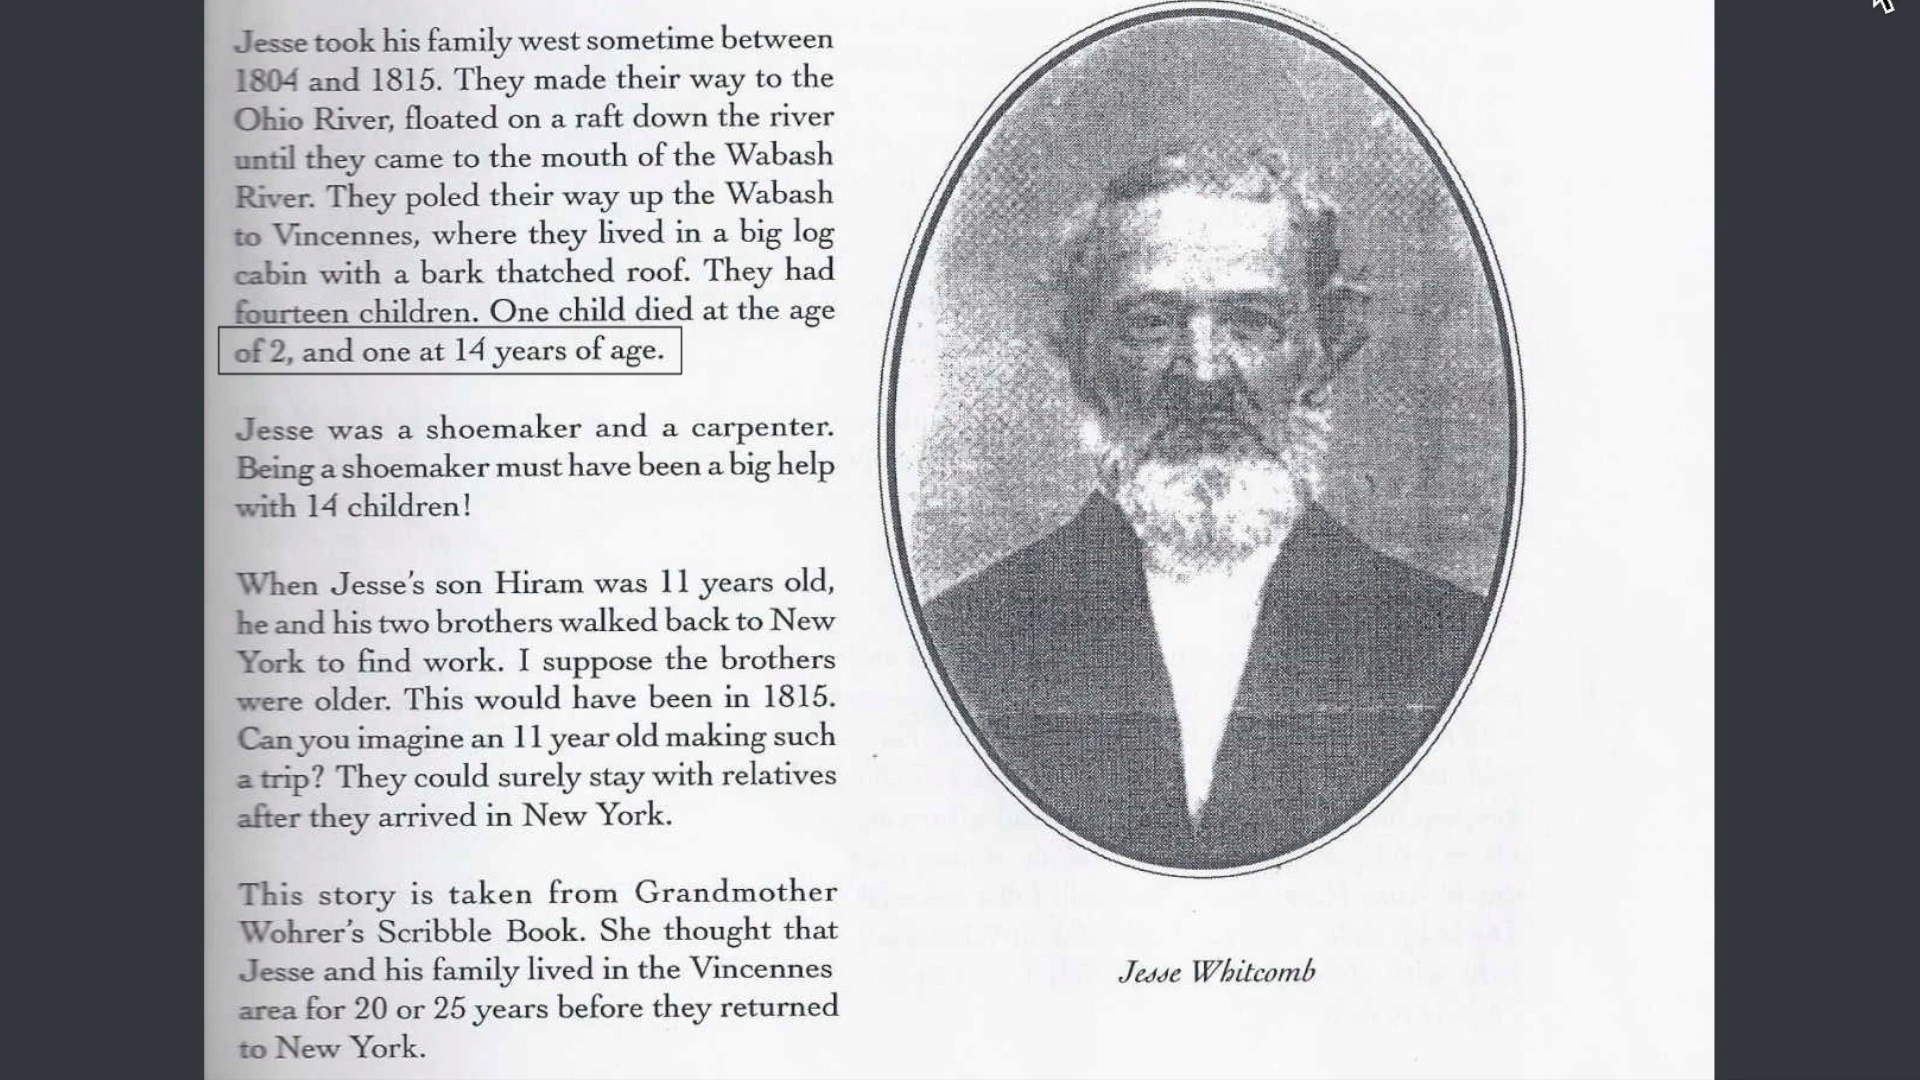 Jesse took his family west sometime between
1804 and 1815. They made their way to the
Ohio River, floated on a raft down the river
until they came to the mouth of the Wabash
River. They poled their way up the Wabash
to Vincennes, where they lived in a big log
cabin with a bark thatched roof. They had
fourteen children. One child died at the age
of 2, and one at 14 years of age.
Jesse was a shoemaker and a carpenter.
Being a shoemaker must have been a big help
with 14 children!
When Jesse's son Hiram was 11 years old,
he and his two brothers walked back to New
York to find work. I suppose the brothers
were older. This would have been in 1815.
Can you imagine an 11 year old making such
a trip? They could surely stay with relatives
after they arrived in New York.
This story is taken from Grandmother
Wohrer's Scribble Book. She thought that
Jesse and his family lived in the Vincennes
area for 20 or 25 years before they returned
to New York.
Jesse Whitcomb